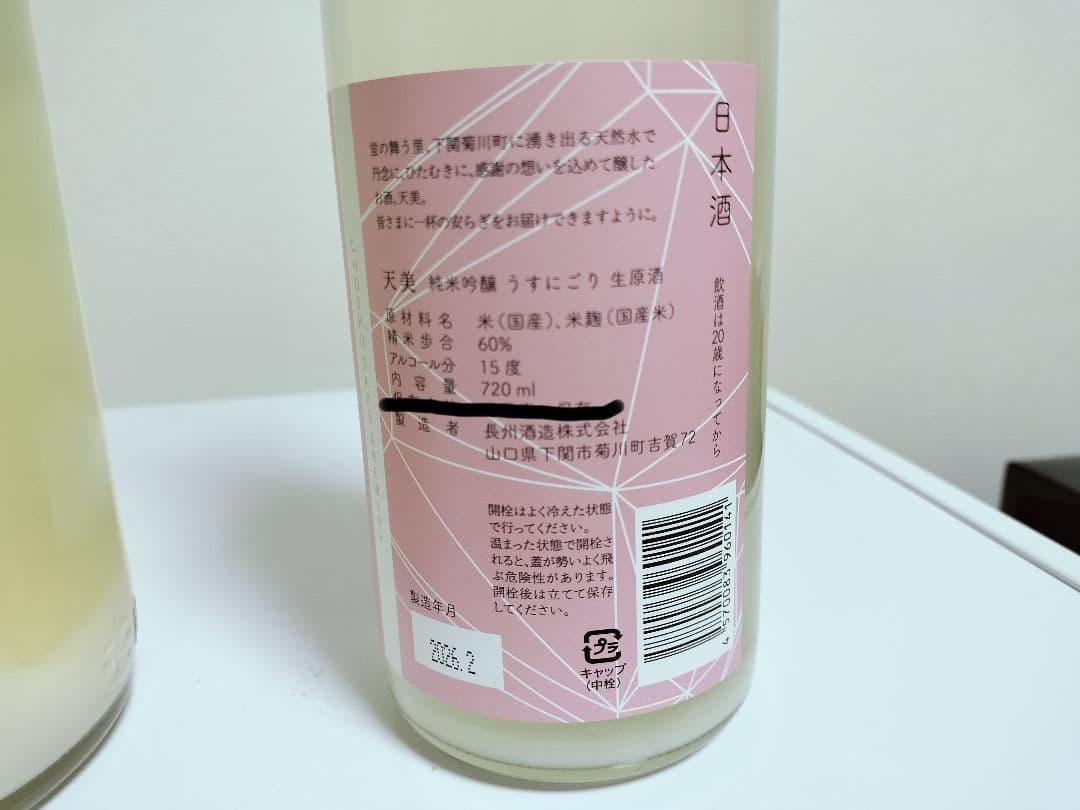 蛍の舞う里、下関菊川町に湧き出る天然水で
丹念に、ひたむきに、感謝の想いを込めて醸した
お酒、天美。
皆さまに一杯の安らぎをお届けできますように。
天美 純米吟醸 うすにごり 生原酒
原材料名 米（国産）、米麹（国産米）
精米歩合 60%
アルコール分 15度
内容量 720ml
製造者 長州酒造株式会社
山口県下関市菊川町吉賀72
日本酒
飲酒は20歳になってから
開栓はよく冷えた状態
で行ってください。
温まった状態で開栓さ
れると、蓋が勢いよく飛
ぶ危険性があります。
開栓後は立てて保存
してください。
製造年月
2026.2
プラ
キャップ
（中栓）
4570083960141
CHOSHU SAKE BREWERY